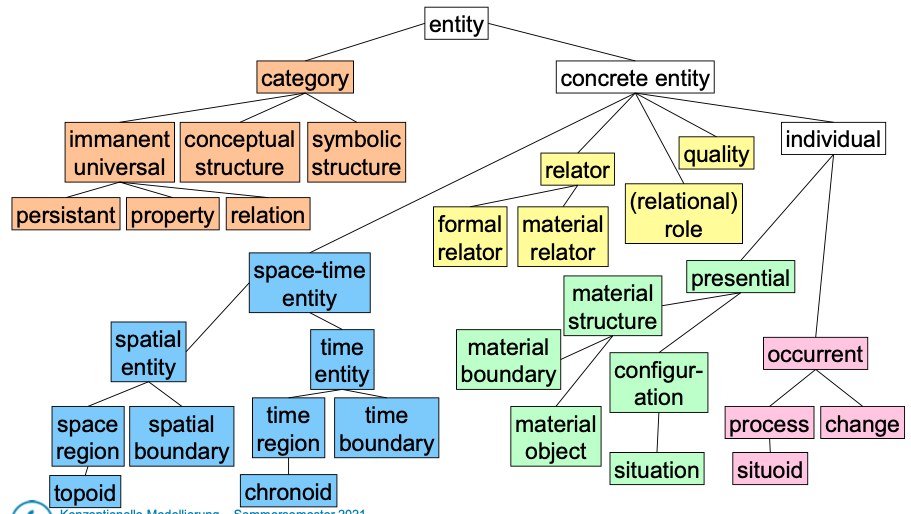 entity
category
concrete entity
immanent
universal
conceptual
structure
symbolic
structure
individual
quality
relator
(relational)
role
persistant
property
relation
formal
relator
material
relator
space-time
entity
presential
material
structure
spatial
entity
time
entity
material
boundary
configur-
ation
occurrent
space
region
spatial
boundary
time
region
time
boundary
material
object
process
change
situation
situoid
topoid
chronoid
Konzeptionelle Modellierung – Sommersemester 2021